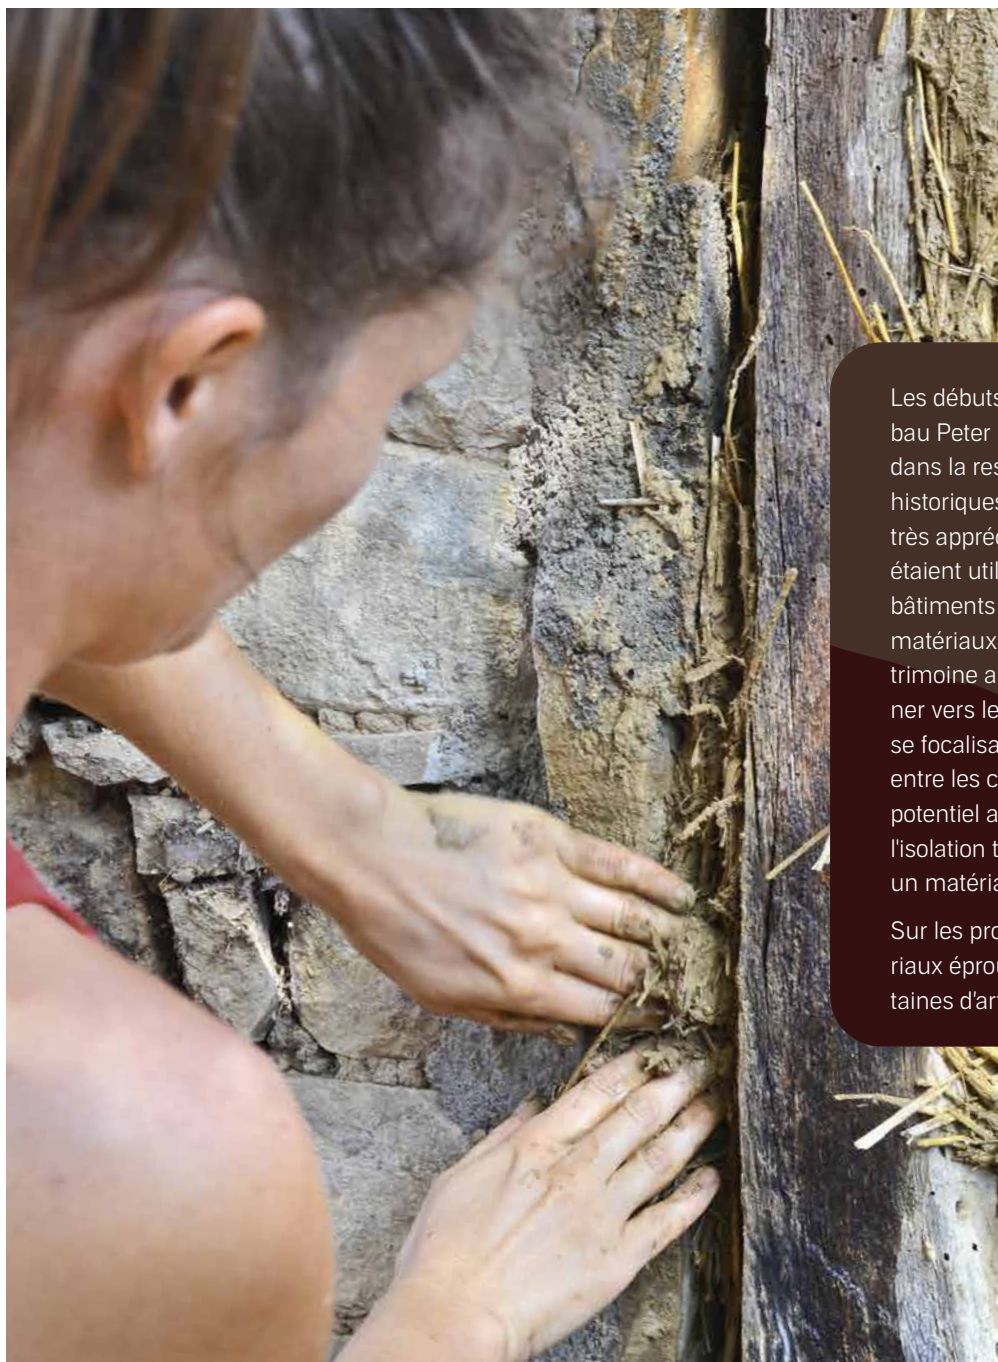 Les débuts
bau Peter
dans la res
historiques
très appréc
étaient util
bâtiments
matériaux
trimoine a
ner vers le
se focalisa
entre les c
potentiel a
l'isolation t
un matéria
Sur les pro
riaux éprou
taines d'ar